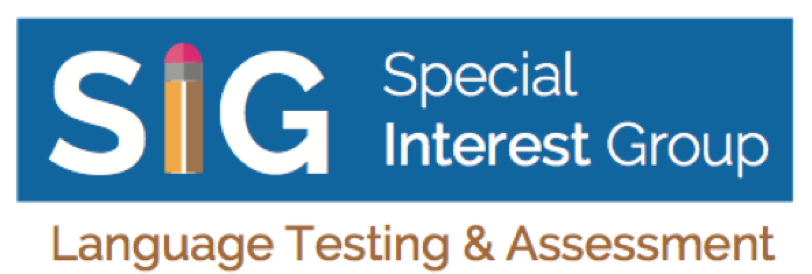 SIG
Special
Interest Group
Language Testing & Assessment